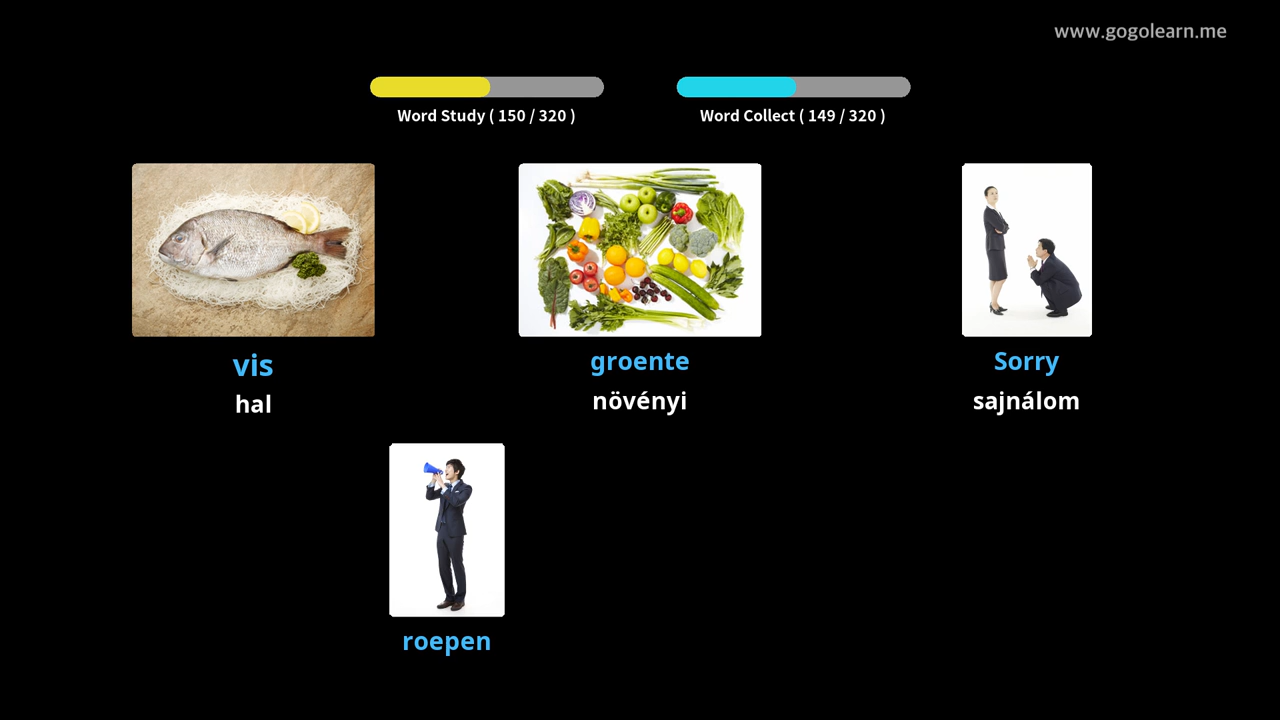 www.gogolearn.me
Word Study ( 150 / 320 )
Word Collect ( 149 / 320 )
vis
groente
Sorry
hal
növényi
sajnálom
roepen